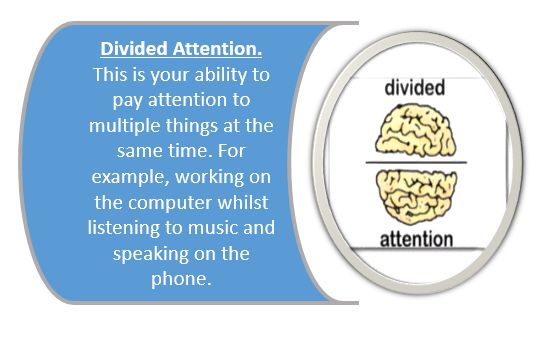 Divided Attention.
This is your ability to
pay attention to
multiple things at the
same time. For
example, working on
the computer whilst
listening to music and
speaking on the
phone.
divided
attention